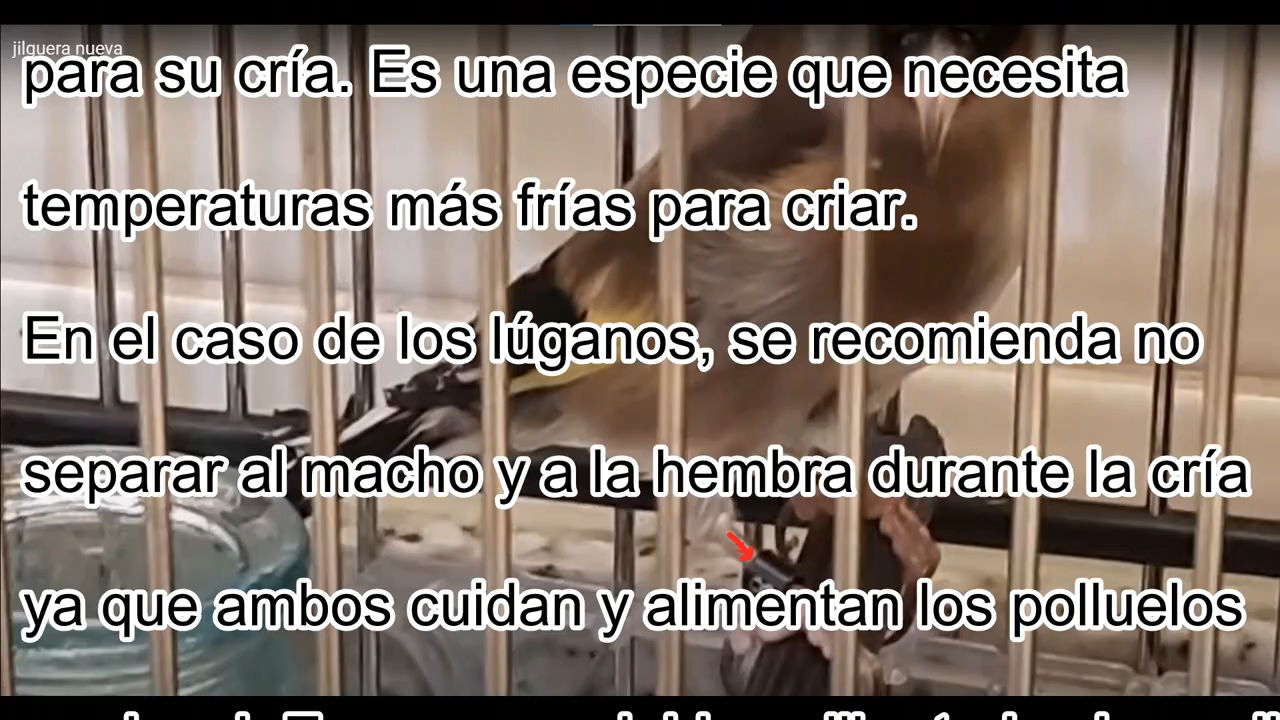 jilguera nueva
para su cría. Es una especie que necesita
temperaturas más frías para criar.
En el caso de los lúganos, se recomienda no
separar al macho y a la hembra durante la cría
ya que ambos cuidan y alimentan los polluelos